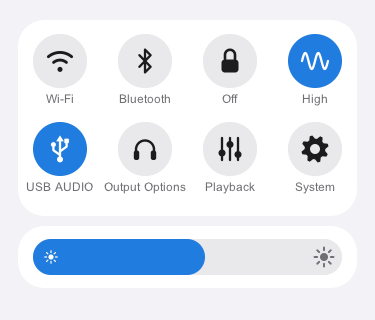 Wi-Fi
Bluetooth
Off
High
USB AUDIO
Output Options
Playback
System